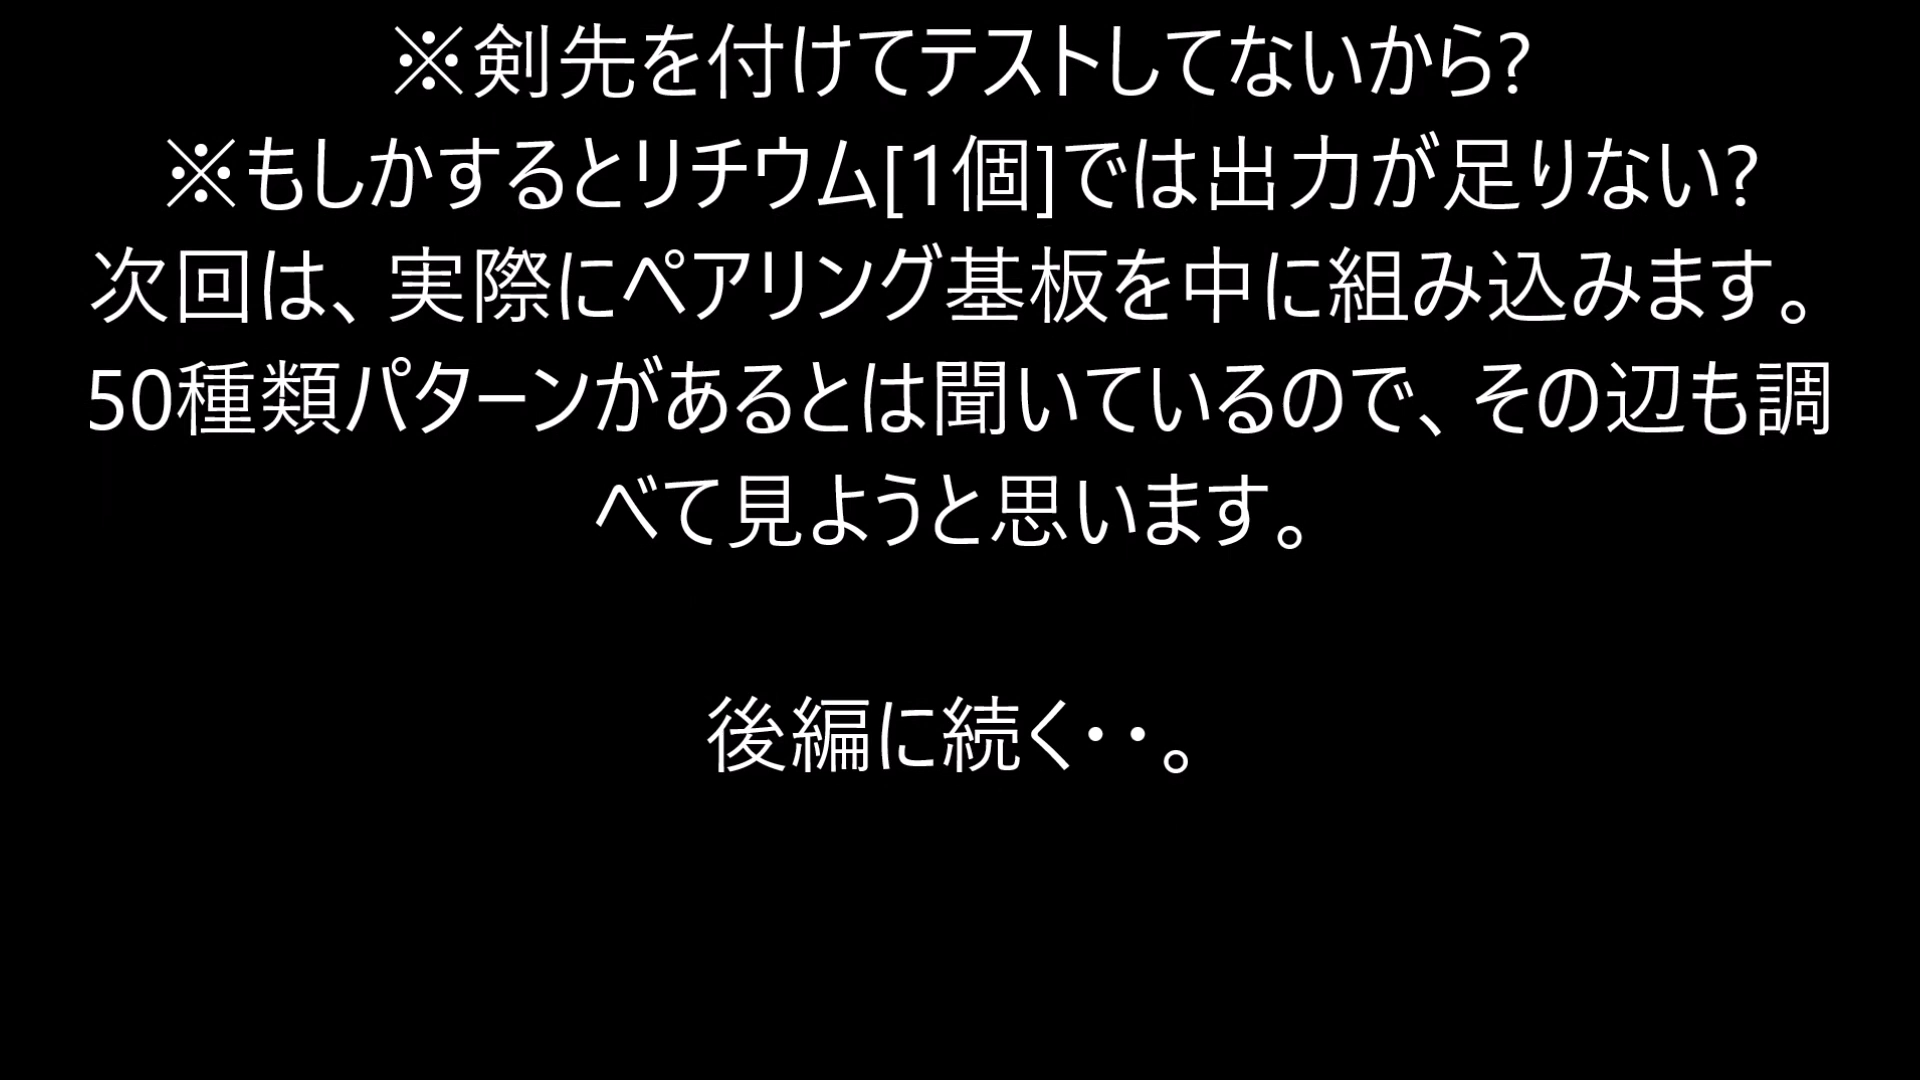 ※剣先を付けてテストしてないから?
※もしかするとリチウム[1個]では出力が足りない?
次回は、実際にペアリング基板を中に組み込みます。
50種類パターンがあるとは聞いているので、その辺も調
べて見ようと思います。
後編に続く・・。